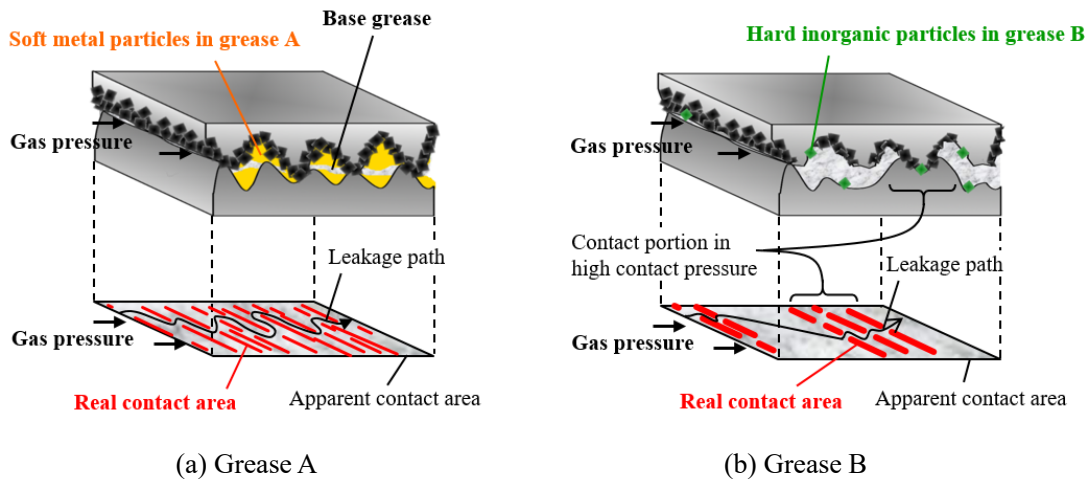 Base grease
Soft metal particles in grease A
Gas pressure
Leakage path
Gas pressure
Real contact area
Apparent contact area
(a) Grease A
Hard inorganic particles in grease B
Gas pressure
Contact portion in
high contact pressure
Leakage path
Gas pressure
Real contact area
Apparent contact area
(b) Grease B